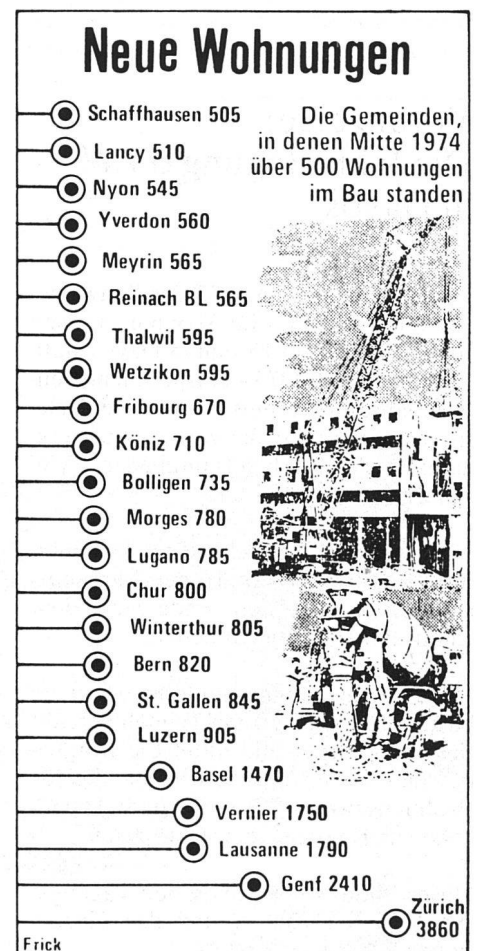 Neue Wohnungen
Die Gemeinden,
in denen Mitte 1974
über 500 Wohnungen
im Bau standen
Schaffhausen 505
Lancy 510
Nyon 545
Yverdon 560
Meyrin 565
Reinach BL 565
Thalwil 595
Wetzikon 595
Fribourg 670
Köniz 710
Bolligen 735
Morges 780
Lugano 785
Chur 800
Winterthur 805
Bern 820
St. Gallen 845
Luzern 905
Basel 1470
Vernier 1750
Lausanne 1790
Genf 2410
Zürich
3860
Frick